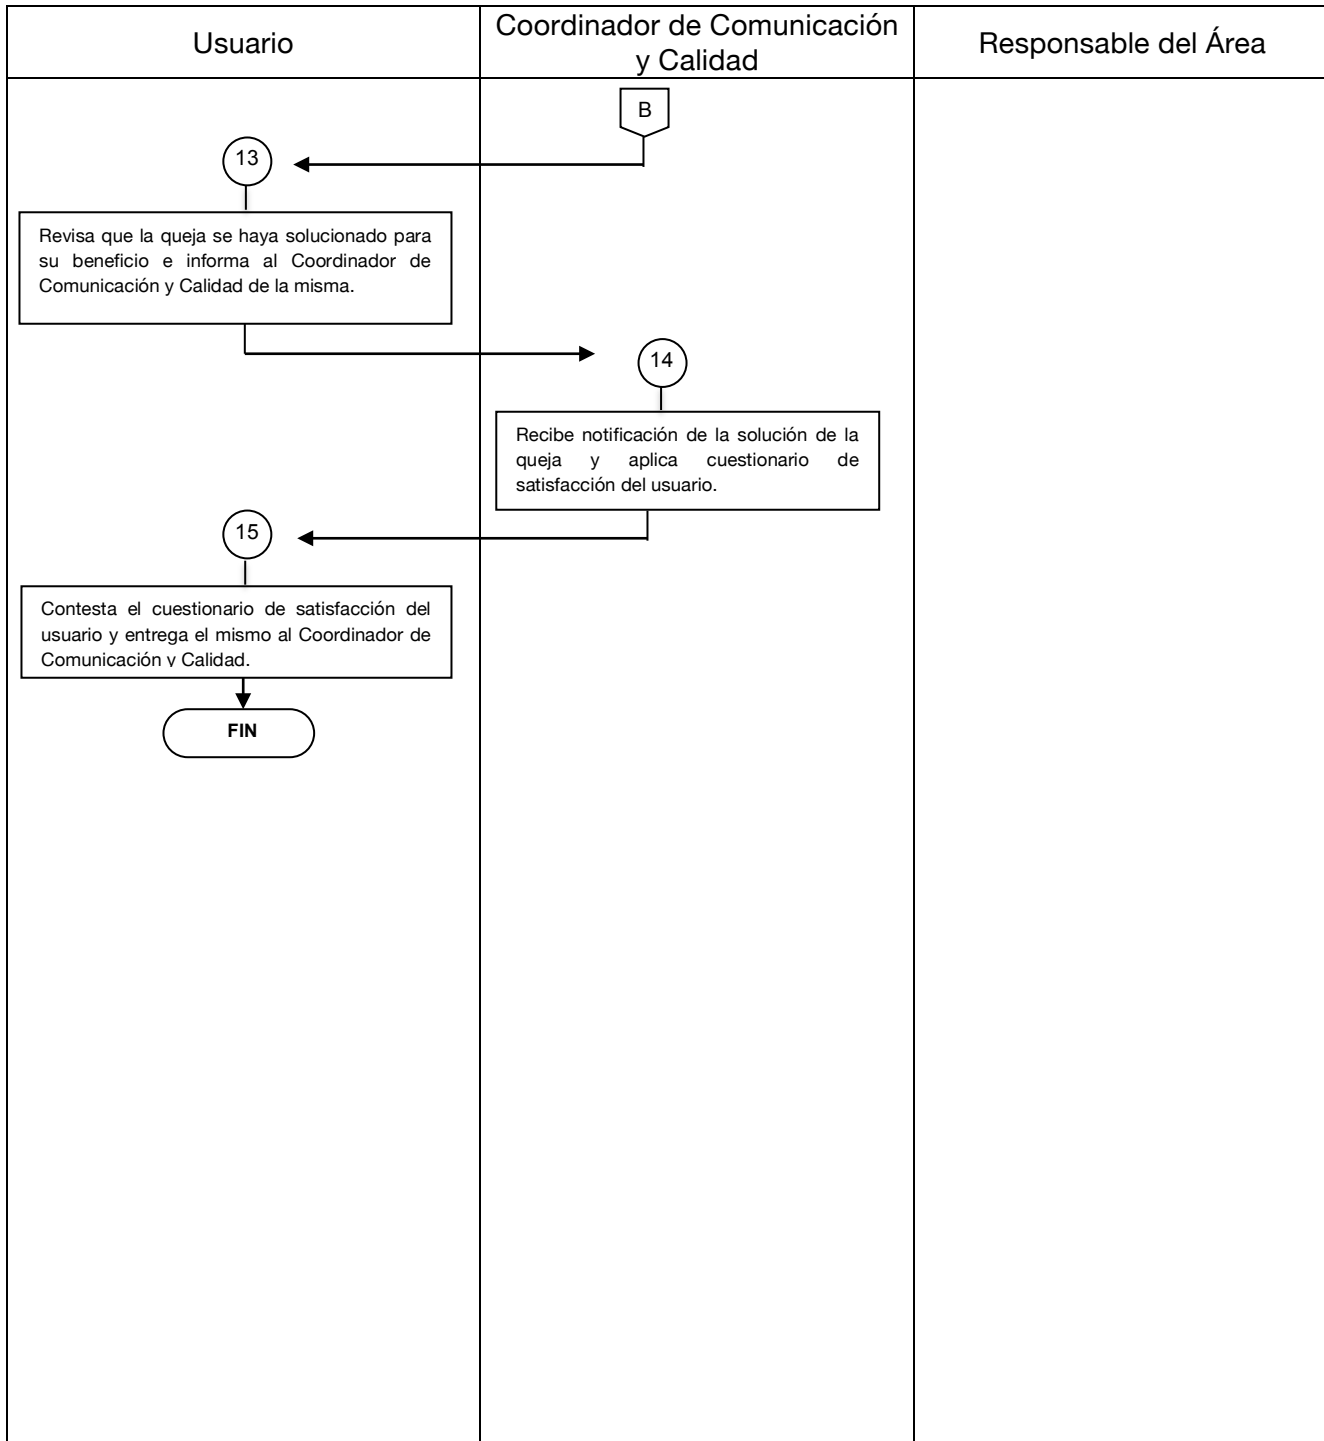 Usuario
Coordinador de Comunicación
y Calidad
Responsable del Área
B
13
Revisa que la queja se haya solucionado para
su beneficio e informa al Coordinador de
Comunicación y Calidad de la misma.
14
Recibe notificación de la solución de la
queja y aplica cuestionario de
satisfacción del usuario.
15
Contesta el cuestionario de satisfacción del
usuario y entrega el mismo al Coordinador de
Comunicación y Calidad.
FIN